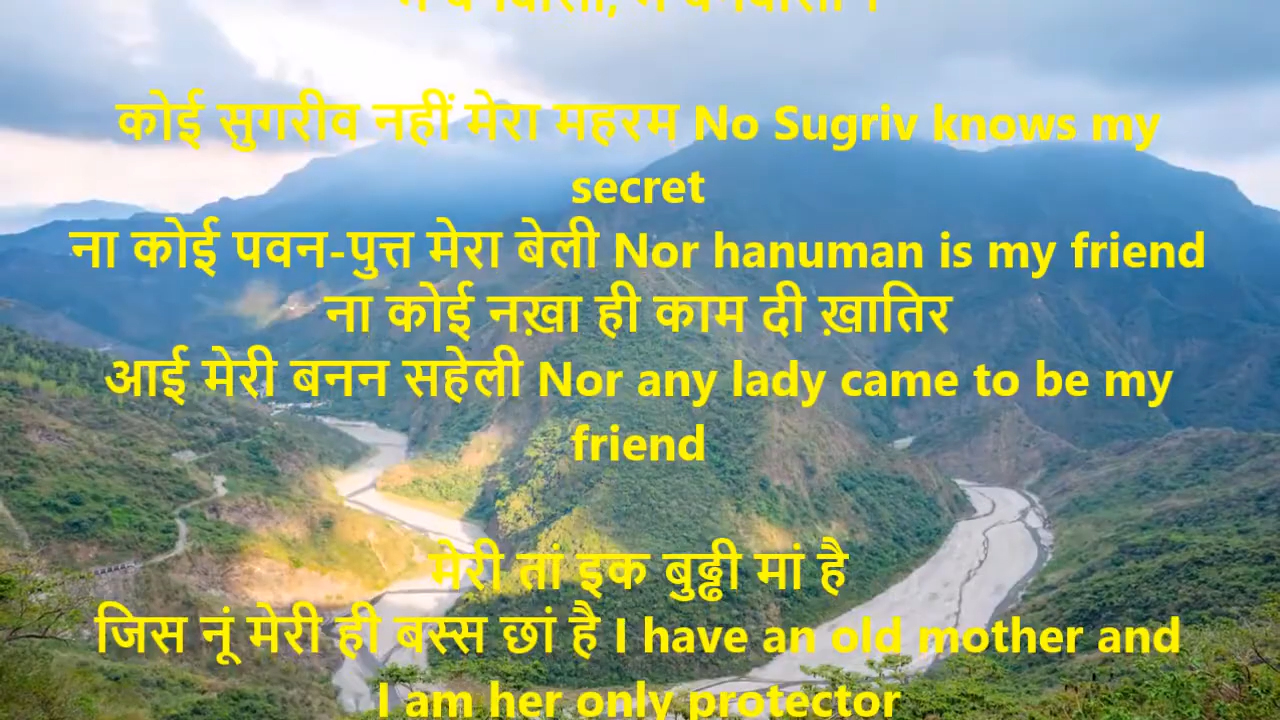 कोई सुगरीव नहीं मेरा महरम No Sugriv knows my
secret
ना कोई पवन-पुत्त मेरा बेली Nor hanuman is my friend
ना कोई नख़ा ही काम दी ख़ातिर
आई मेरी बनन सहेली Nor any lady came to be my
friend
मेरी तां इक बुढ्ढी मां है
जिस नूं मेरी ही बस्स छां है I have an old mother and
I am her only protector